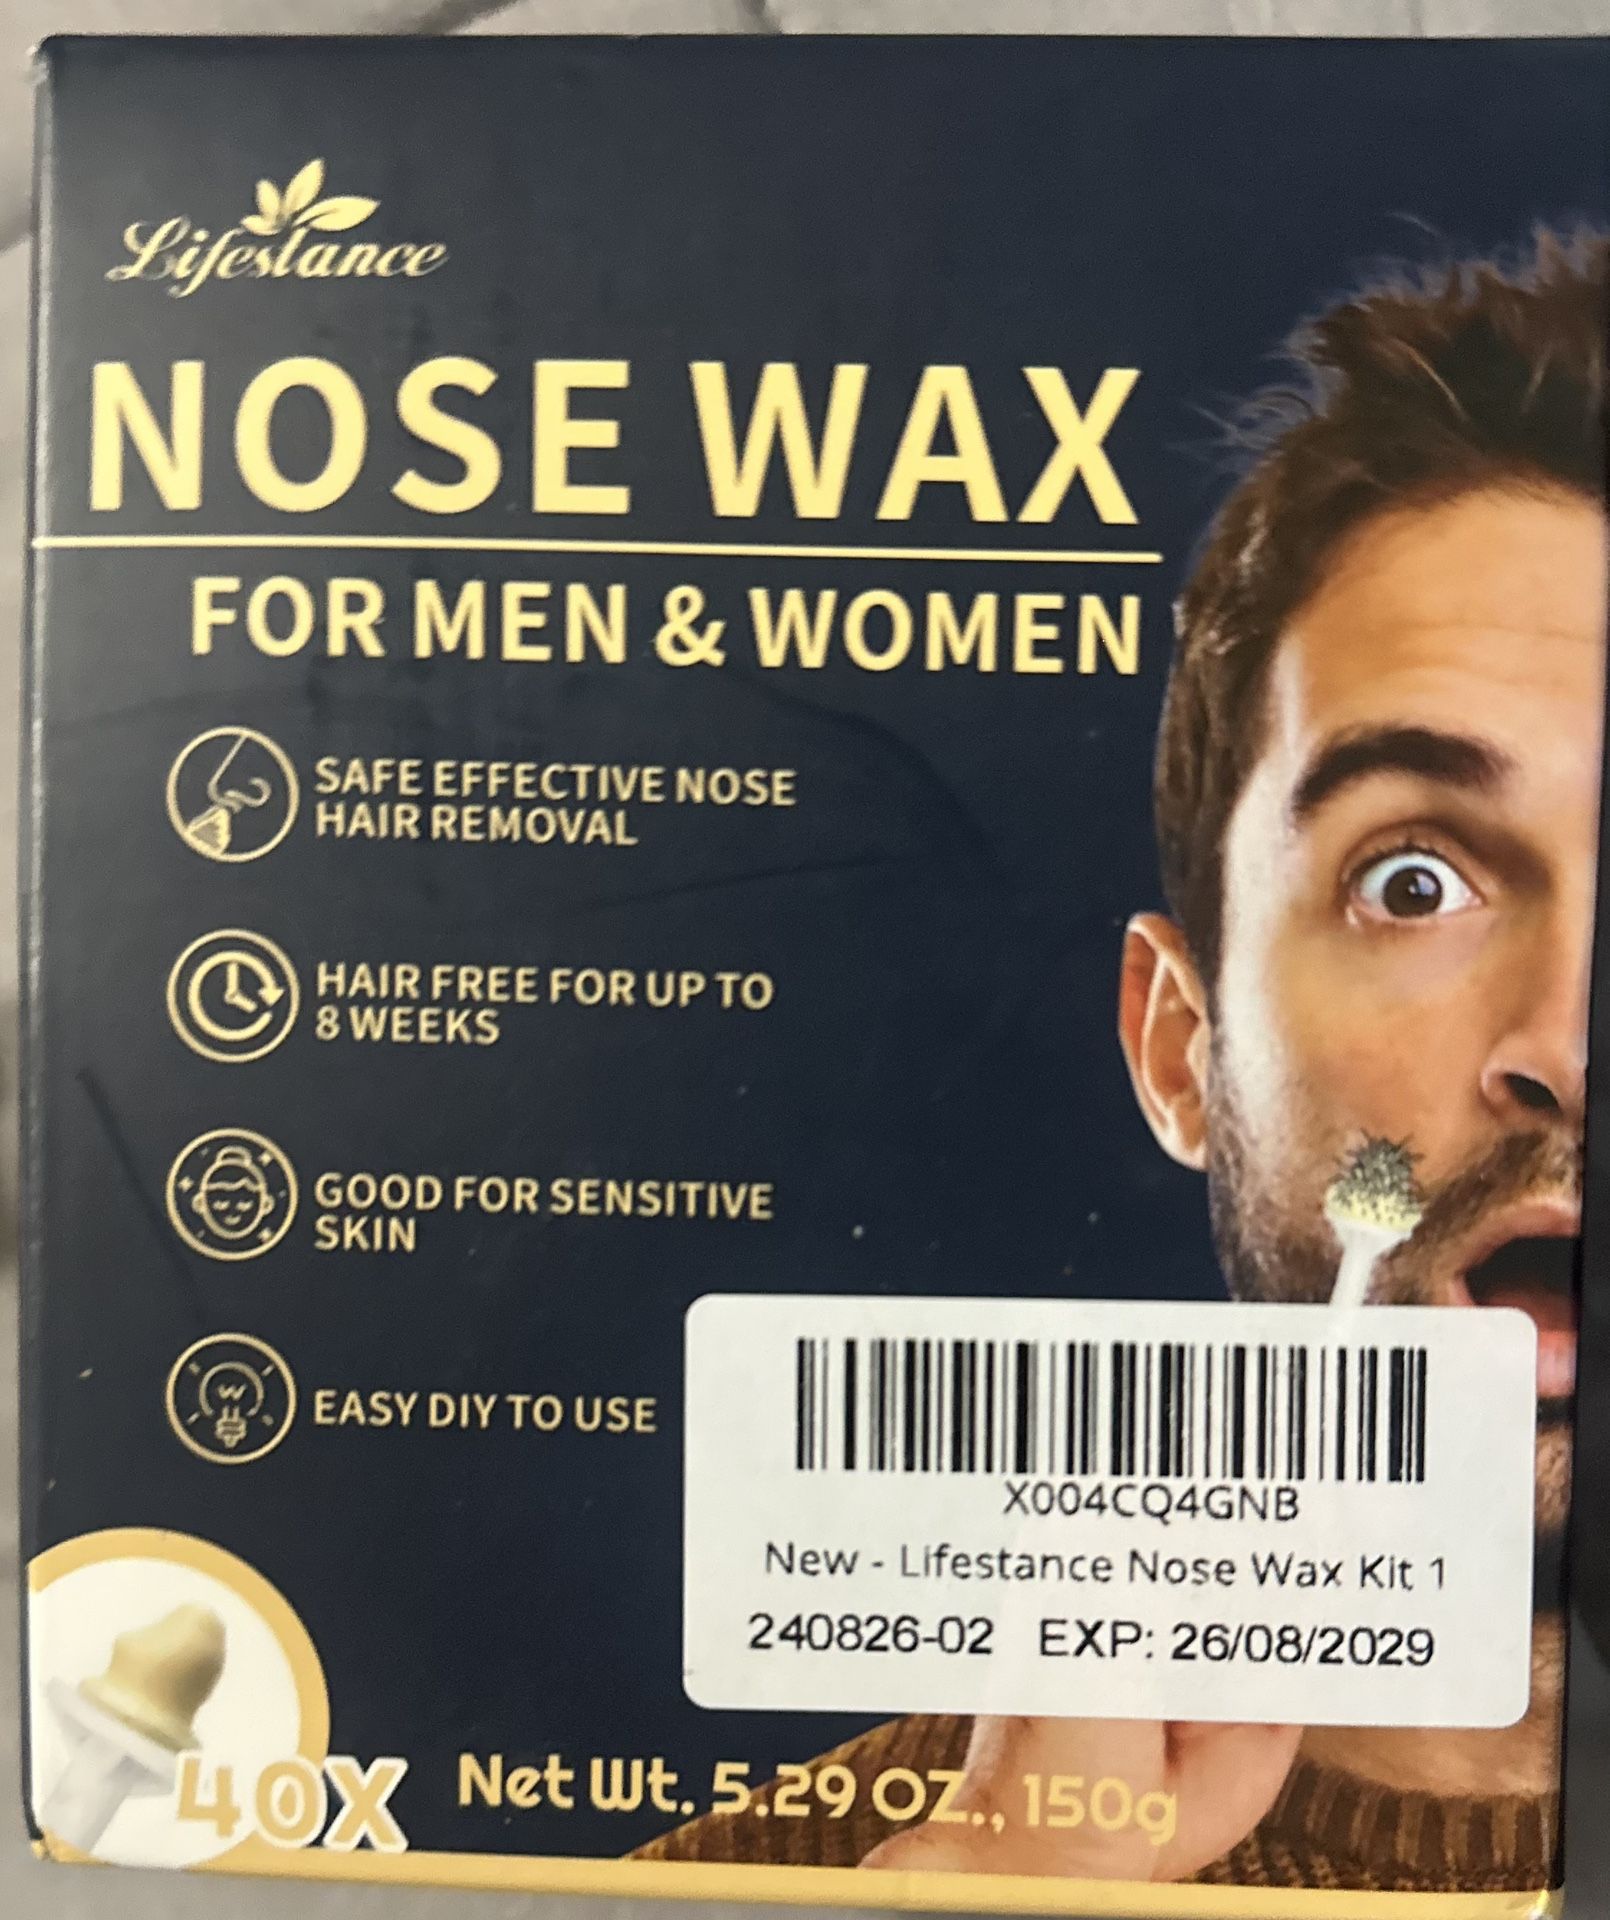 Lifestance
NOSE WAX
FOR MEN & WOMEN
SAFE EFFECTIVE NOSE
HAIR REMOVAL
HAIR FREE FOR UP TO
8 WEEKS
GOOD FOR SENSITIVE
SKIN
EASY DIY TO USE
X004CQ4GNB
New - Lifestance Nose Wax Kit 1
240826-02 EXP: 26/08/2029
40X Net Wt. 5.29 OZ., 150g